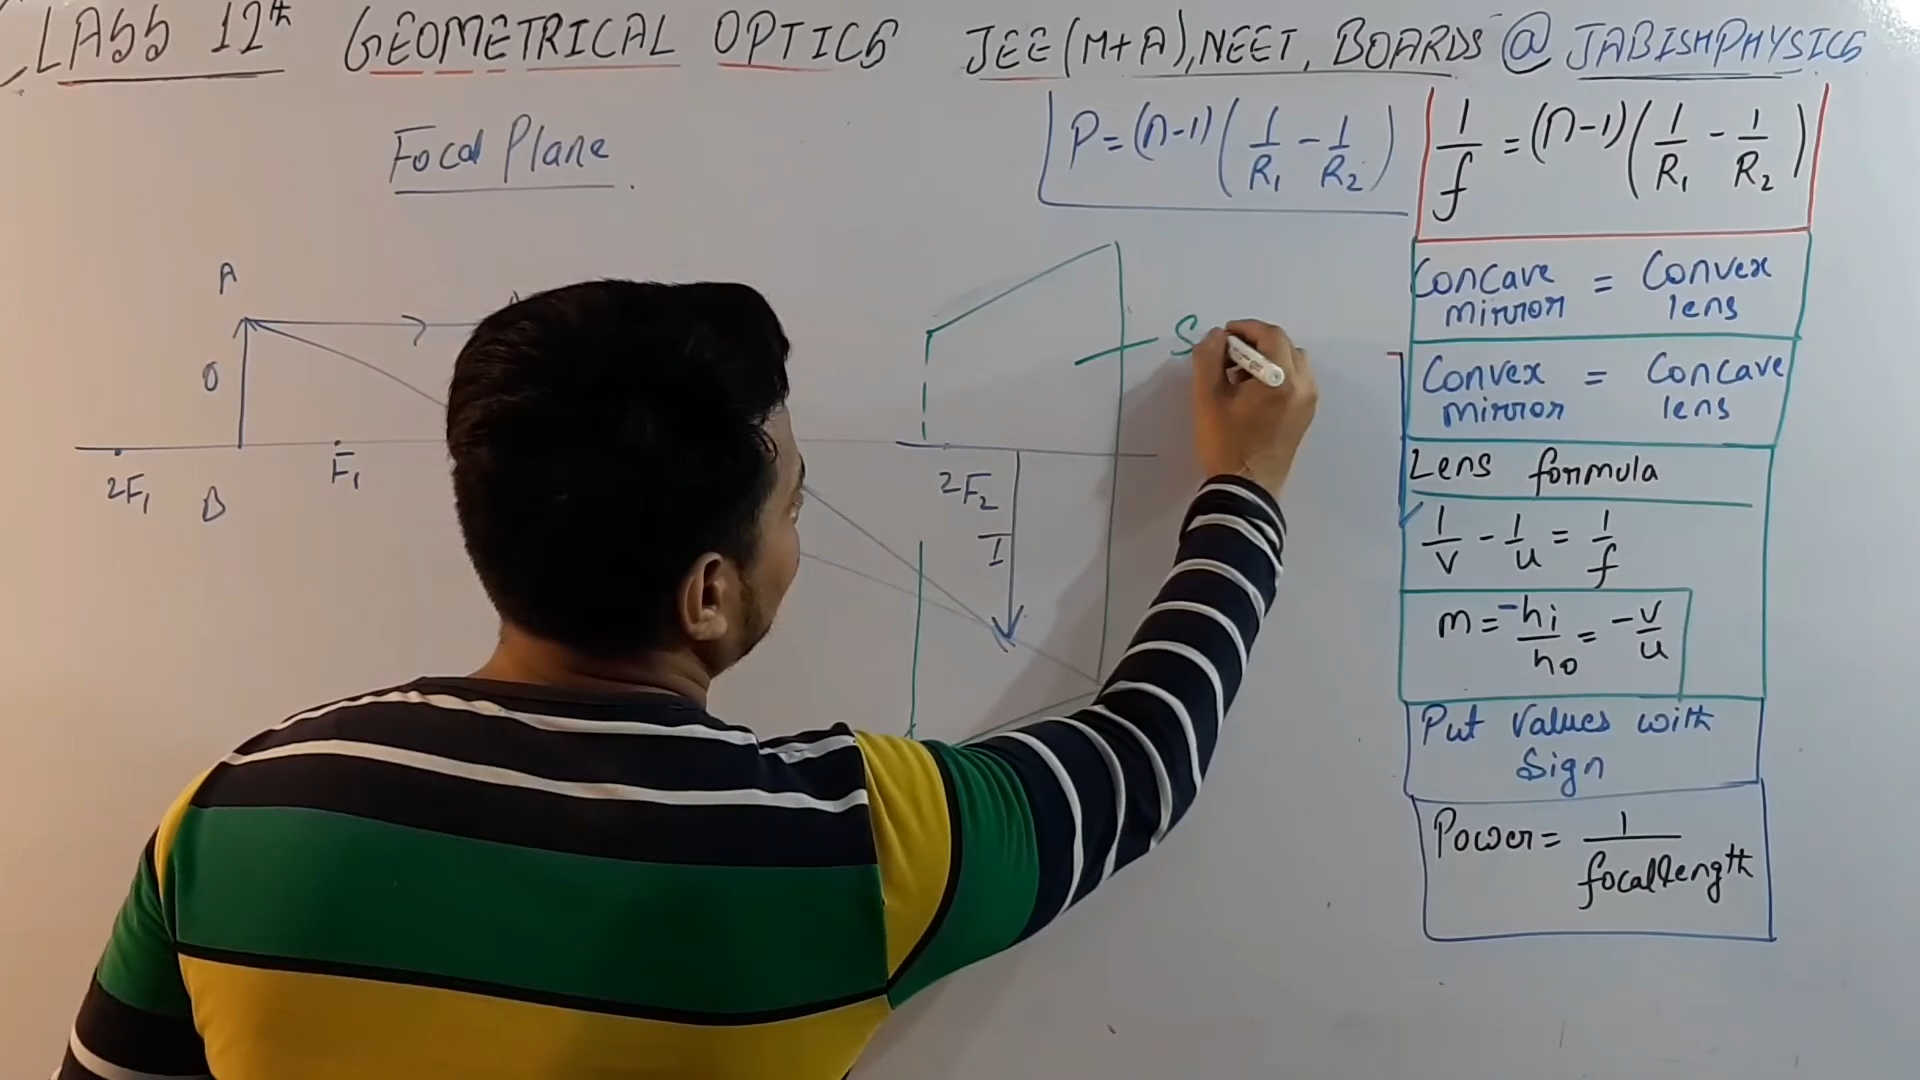 CLASS 12th GEOMETRICAL OPTICS JEE(M+A), NEET, BOARDS @ JABISHPHYSICS
Focal Plane
P=(n-1)(1/R₁ - 1/R₂)
1/f = (n-1)(1/R₁ - 1/R₂)
Concave mirror = Convex lens
Convex mirror = Concave lens
Lens formula
1/v - 1/u = 1/f
m = -hi/ho = -v/u
Put values with
Sign
Power = 1/focal length
A
O
B
2F₁
F₁
2F₂
I
S